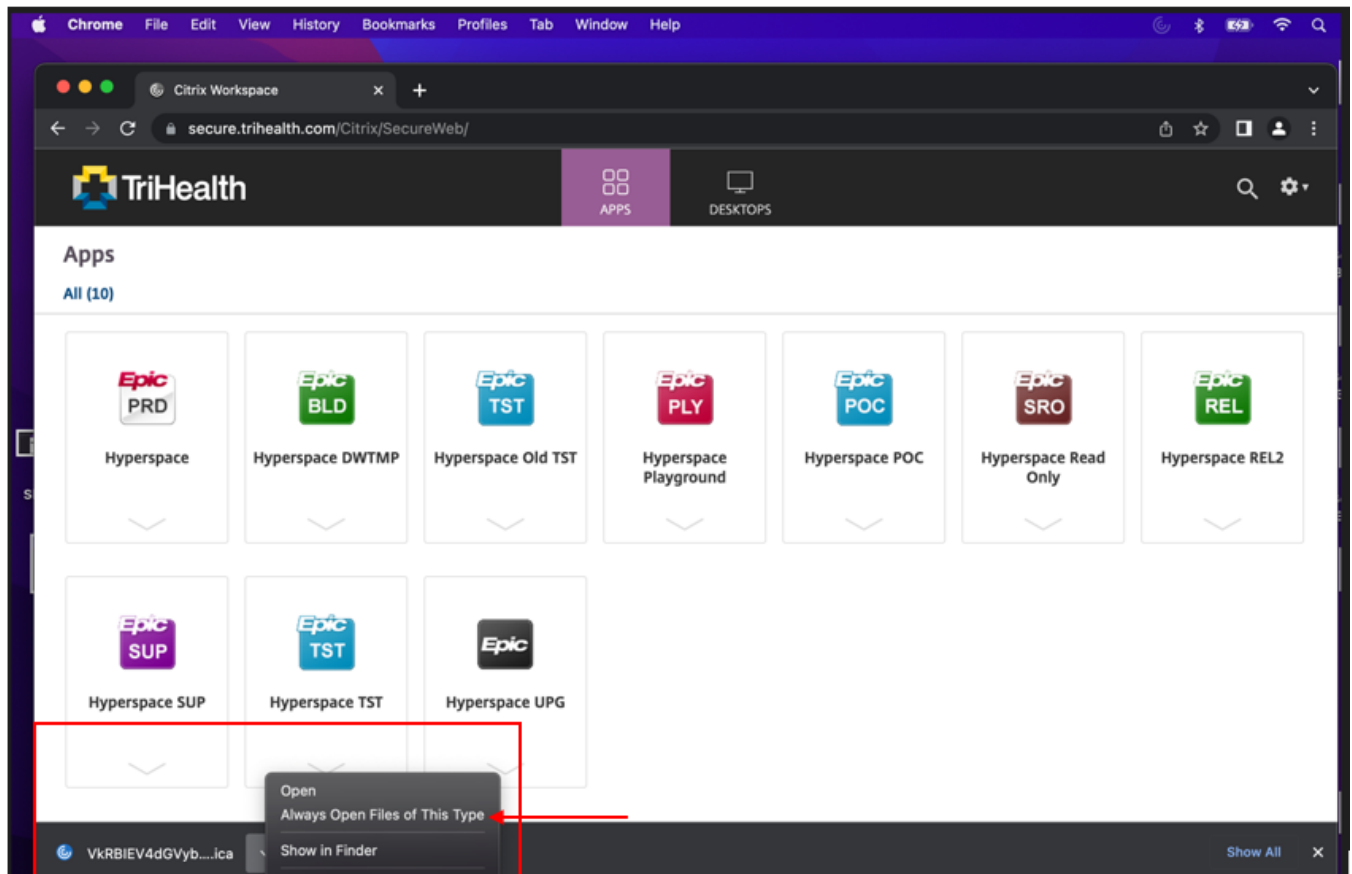 Chrome File Edit View History Bookmarks Profiles Tab Window Help
Citrix Workspace
secure.trihealth.com/Citrix/SecureWeb/
TriHealth
APPS
DESKTOPS
Apps
All (10)
Epic
PRD
Hyperspace
Epic
BLD
Hyperspace DWTMP
Epic
TST
Hyperspace Old TST
Epic
PLY
Hyperspace
Playground
Epic
POC
Hyperspace POC
Epic
SRO
Hyperspace Read
Only
Epic
REL
Hyperspace REL2
Epic
SUP
Hyperspace SUP
Epic
TST
Hyperspace TST
Epic
Hyperspace UPG
Open
Always Open Files of This Type
Show in Finder
VkRBIEV4dGVyb....ica
Show All